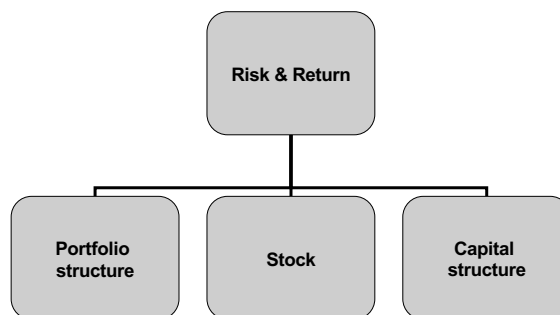 Risk & Return
Portfolio
structure
Stock
Capital
structure